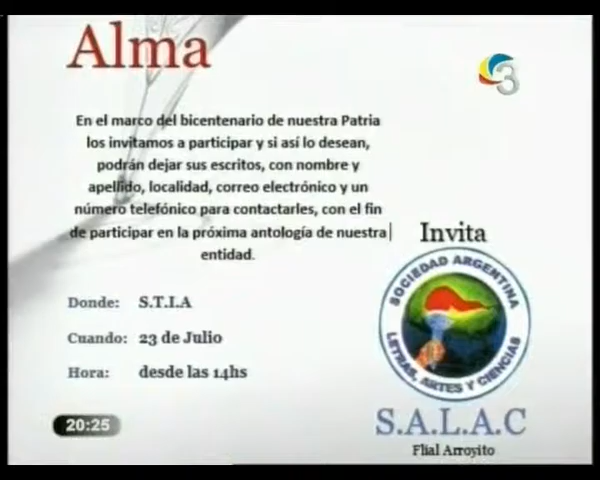 Alma
3
En el marco del bicentenario de nuestra Patria
los invitamos a participar y si así lo desean,
podrán dejar sus escritos, con nombre y
apellido, localidad, correo electrónico y un
número telefónico para contactarles, con el fin
de participar en la próxima antología de nuestra
entidad.
Invita
SOCIEDAD ARGENTINA
LETRAS, ARTES Y CIENCIAS
Donde: S.T.I.A
Cuando: 23 de Julio
Hora: desde las 14hs
S.A.L.A.C
Flial Arroyito
20:25